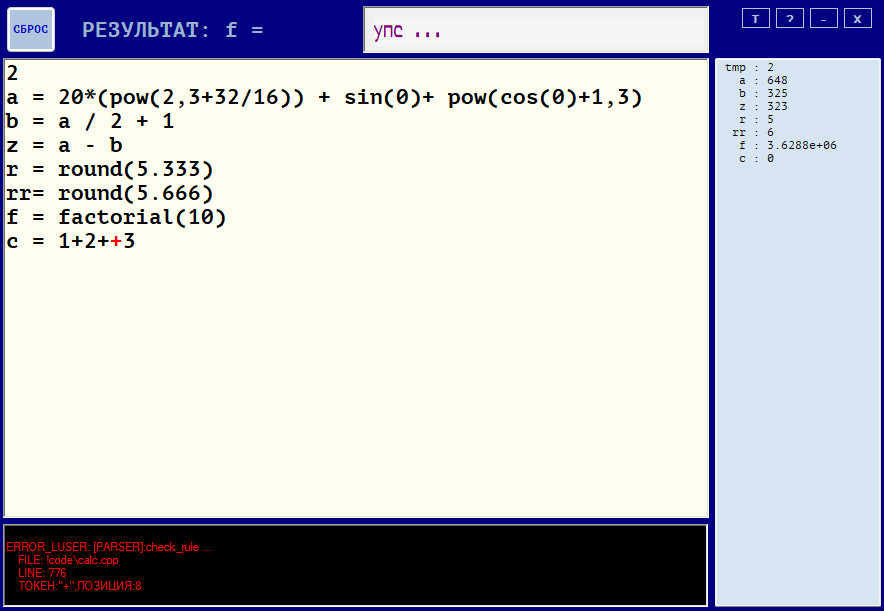 СБРОС
РЕЗУЛЬТАТ: f =
упс ...
T ? - X
2
a = 20*(pow(2,3+32/16)) + sin(0)+ pow(cos(0)+1,3)
b = a / 2 + 1
z = a - b
r = round(5.333)
rr= round(5.666)
f = factorial(10)
c = 1+2++3
tmp : 2
a : 648
b : 325
z : 323
r : 5
rr : 6
f : 3.6288e+06
c : 0
ERROR_LUSER: [PARSER]:check_rule ...
FILE: !code\calc.cpp
LINE: 776
ТОКЕН:"+",ПОЗИЦИЯ:8